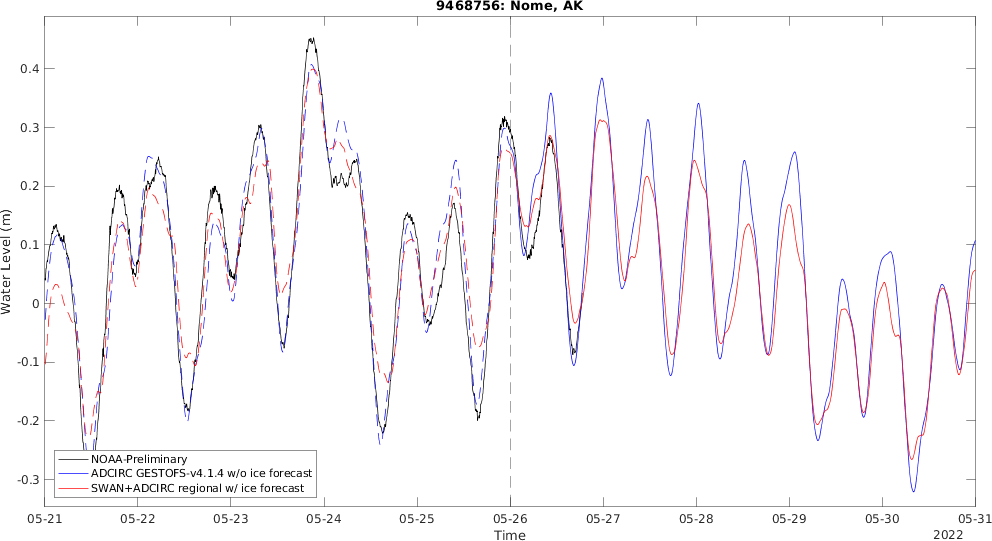 9468756: Nome, AK
Water Level (m)
0.4
0.3
0.2
0.1
0
-0.1
-0.2
-0.3
NOAA-Preliminary
ADCIRC GESTOFS-v4.1.4 w/o ice forecast
SWAN+ADCIRC regional w/ ice forecast
05-21 05-22 05-23 05-24 05-25 05-26 05-27 05-28 05-29 05-30 05-31
Time
2022